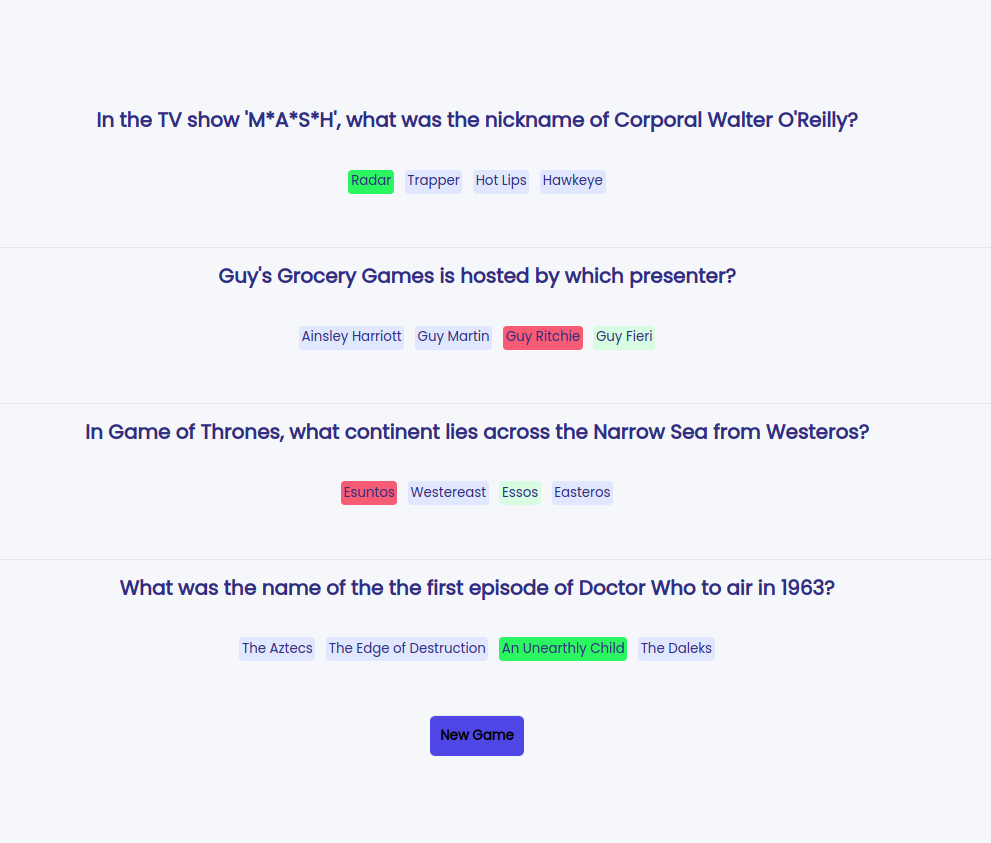 In the TV show 'M*A*S*H', what was the nickname of Corporal Walter O'Reilly?
Radar Trapper Hot Lips Hawkeye
Guy's Grocery Games is hosted by which presenter?
Ainsley Harriott Guy Martin Guy Ritchie Guy Fieri
In Game of Thrones, what continent lies across the Narrow Sea from Westeros?
Esuntos Westereast Essos Easteros
What was the name of the the first episode of Doctor Who to air in 1963?
The Aztecs The Edge of Destruction An Unearthly Child The Daleks
New Game